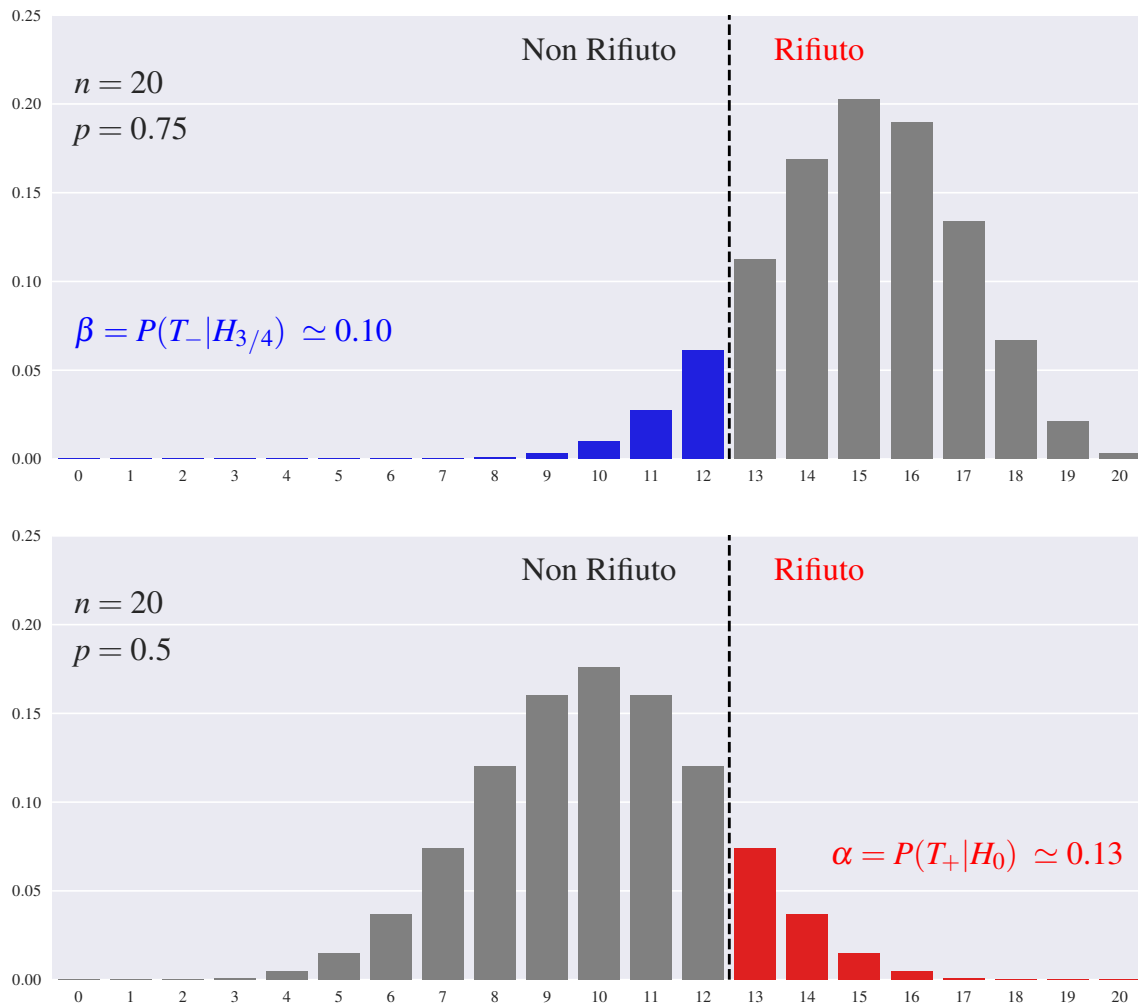 0.25
Non Rifiuto Rifiuto
n = 20
0.20
p = 0.75
0.15
0.10
β = P(T₋|H₃/₄) ≃ 0.10
0.05
0.00
0 1 2 3 4 5 6 7 8 9 10 11 12 13 14 15 16 17 18 19 20
0.25
Non Rifiuto Rifiuto
n = 20
0.20
p = 0.5
0.15
0.10
α = P(T₊|H₀) ≃ 0.13
0.05
0.00
0 1 2 3 4 5 6 7 8 9 10 11 12 13 14 15 16 17 18 19 20